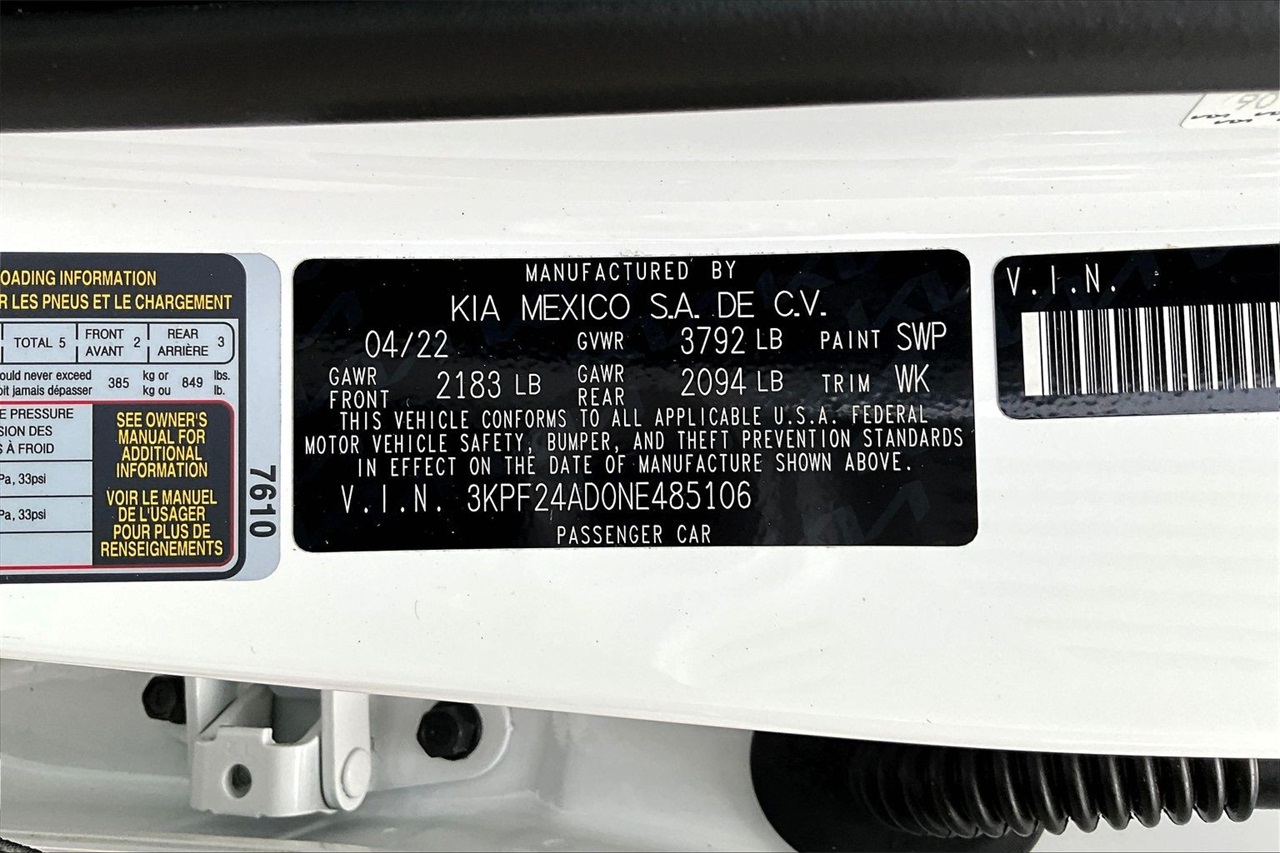 OADING INFORMATION
R LES PNEUS ET LE CHARGEMENT
TOTAL 5
FRONT
AVANT 2
REAR
ARRIÈRE 3
ould never exceed
oit jamais dépasser
385
kg or
kg ou
849
lbs.
lb.
E PRESSURE
SION DES
S À FROID
Pa, 33psi
Pa, 33psi
SEE OWNER'S
MANUAL FOR
ADDITIONAL
INFORMATION
VOIR LE MANUEL
DE L'USAGER
POUR PLUS DE
RENSEIGNEMENTS
7610
MANUFACTURED BY
KIA MEXICO S.A. DE C.V.
04/22 GVWR 3792 LB PAINT SWP
GAWR
FRONT 2183 LB
GAWR
REAR 2094 LB TRIM WK
THIS VEHICLE CONFORMS TO ALL APPLICABLE U.S.A. FEDERAL
MOTOR VEHICLE SAFETY, BUMPER, AND THEFT PREVENTION STANDARDS
IN EFFECT ON THE DATE OF MANUFACTURE SHOWN ABOVE.
V.I.N. 3KPF24AD0NE485106
PASSENGER CAR
V.I.N.